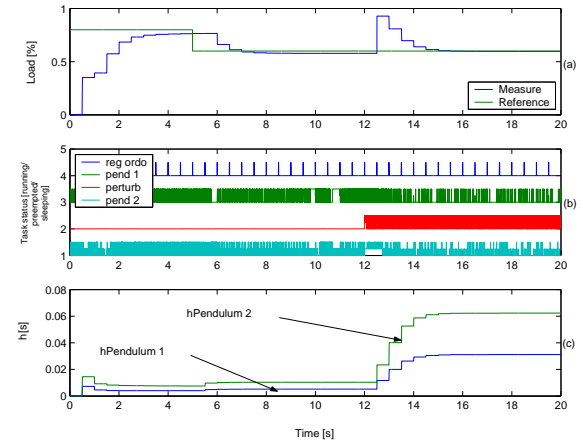 1
0.5
0
Load [%]
Measure
Reference
(a)
0 2 4 6 8 10 12 14 16 18 20
5
4
3
2
1
Task status [running/
preempted/
sleeping]
reg ordo
pend 1
perturb
pend 2
(b)
0 2 4 6 8 10 12 14 16 18 20
0.08
0.06
0.04
0.02
0
h [s]
hPendulum 2
hPendulum 1
(c)
0 2 4 6 8 10 12 14 16 18 20
Time [s]